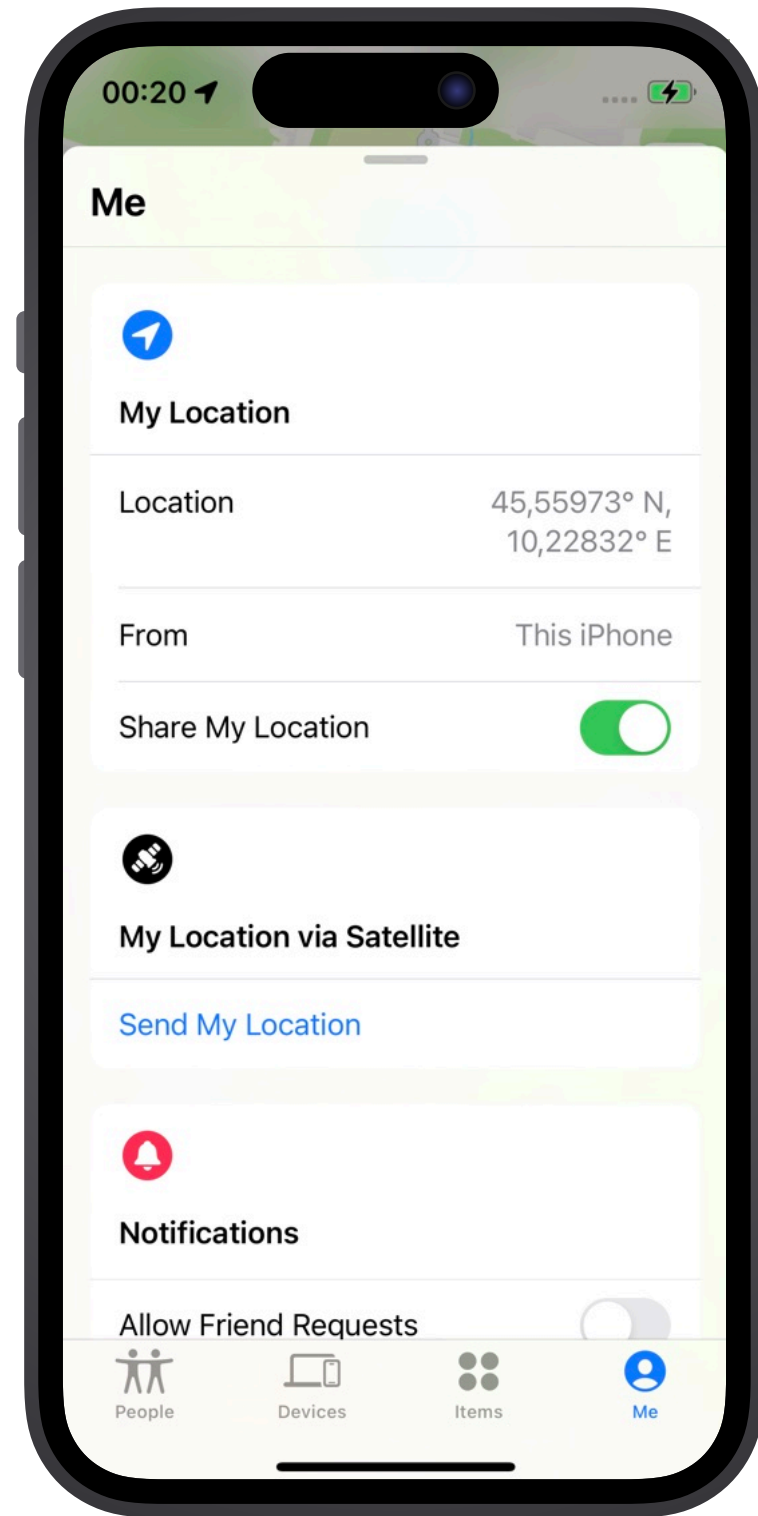 00:20
Me
My Location
Location
45,55973° N,
10,22832° E
From
This iPhone
Share My Location
My Location via Satellite
Send My Location
Notifications
Allow Friend Requests
People
Devices
Items
Me